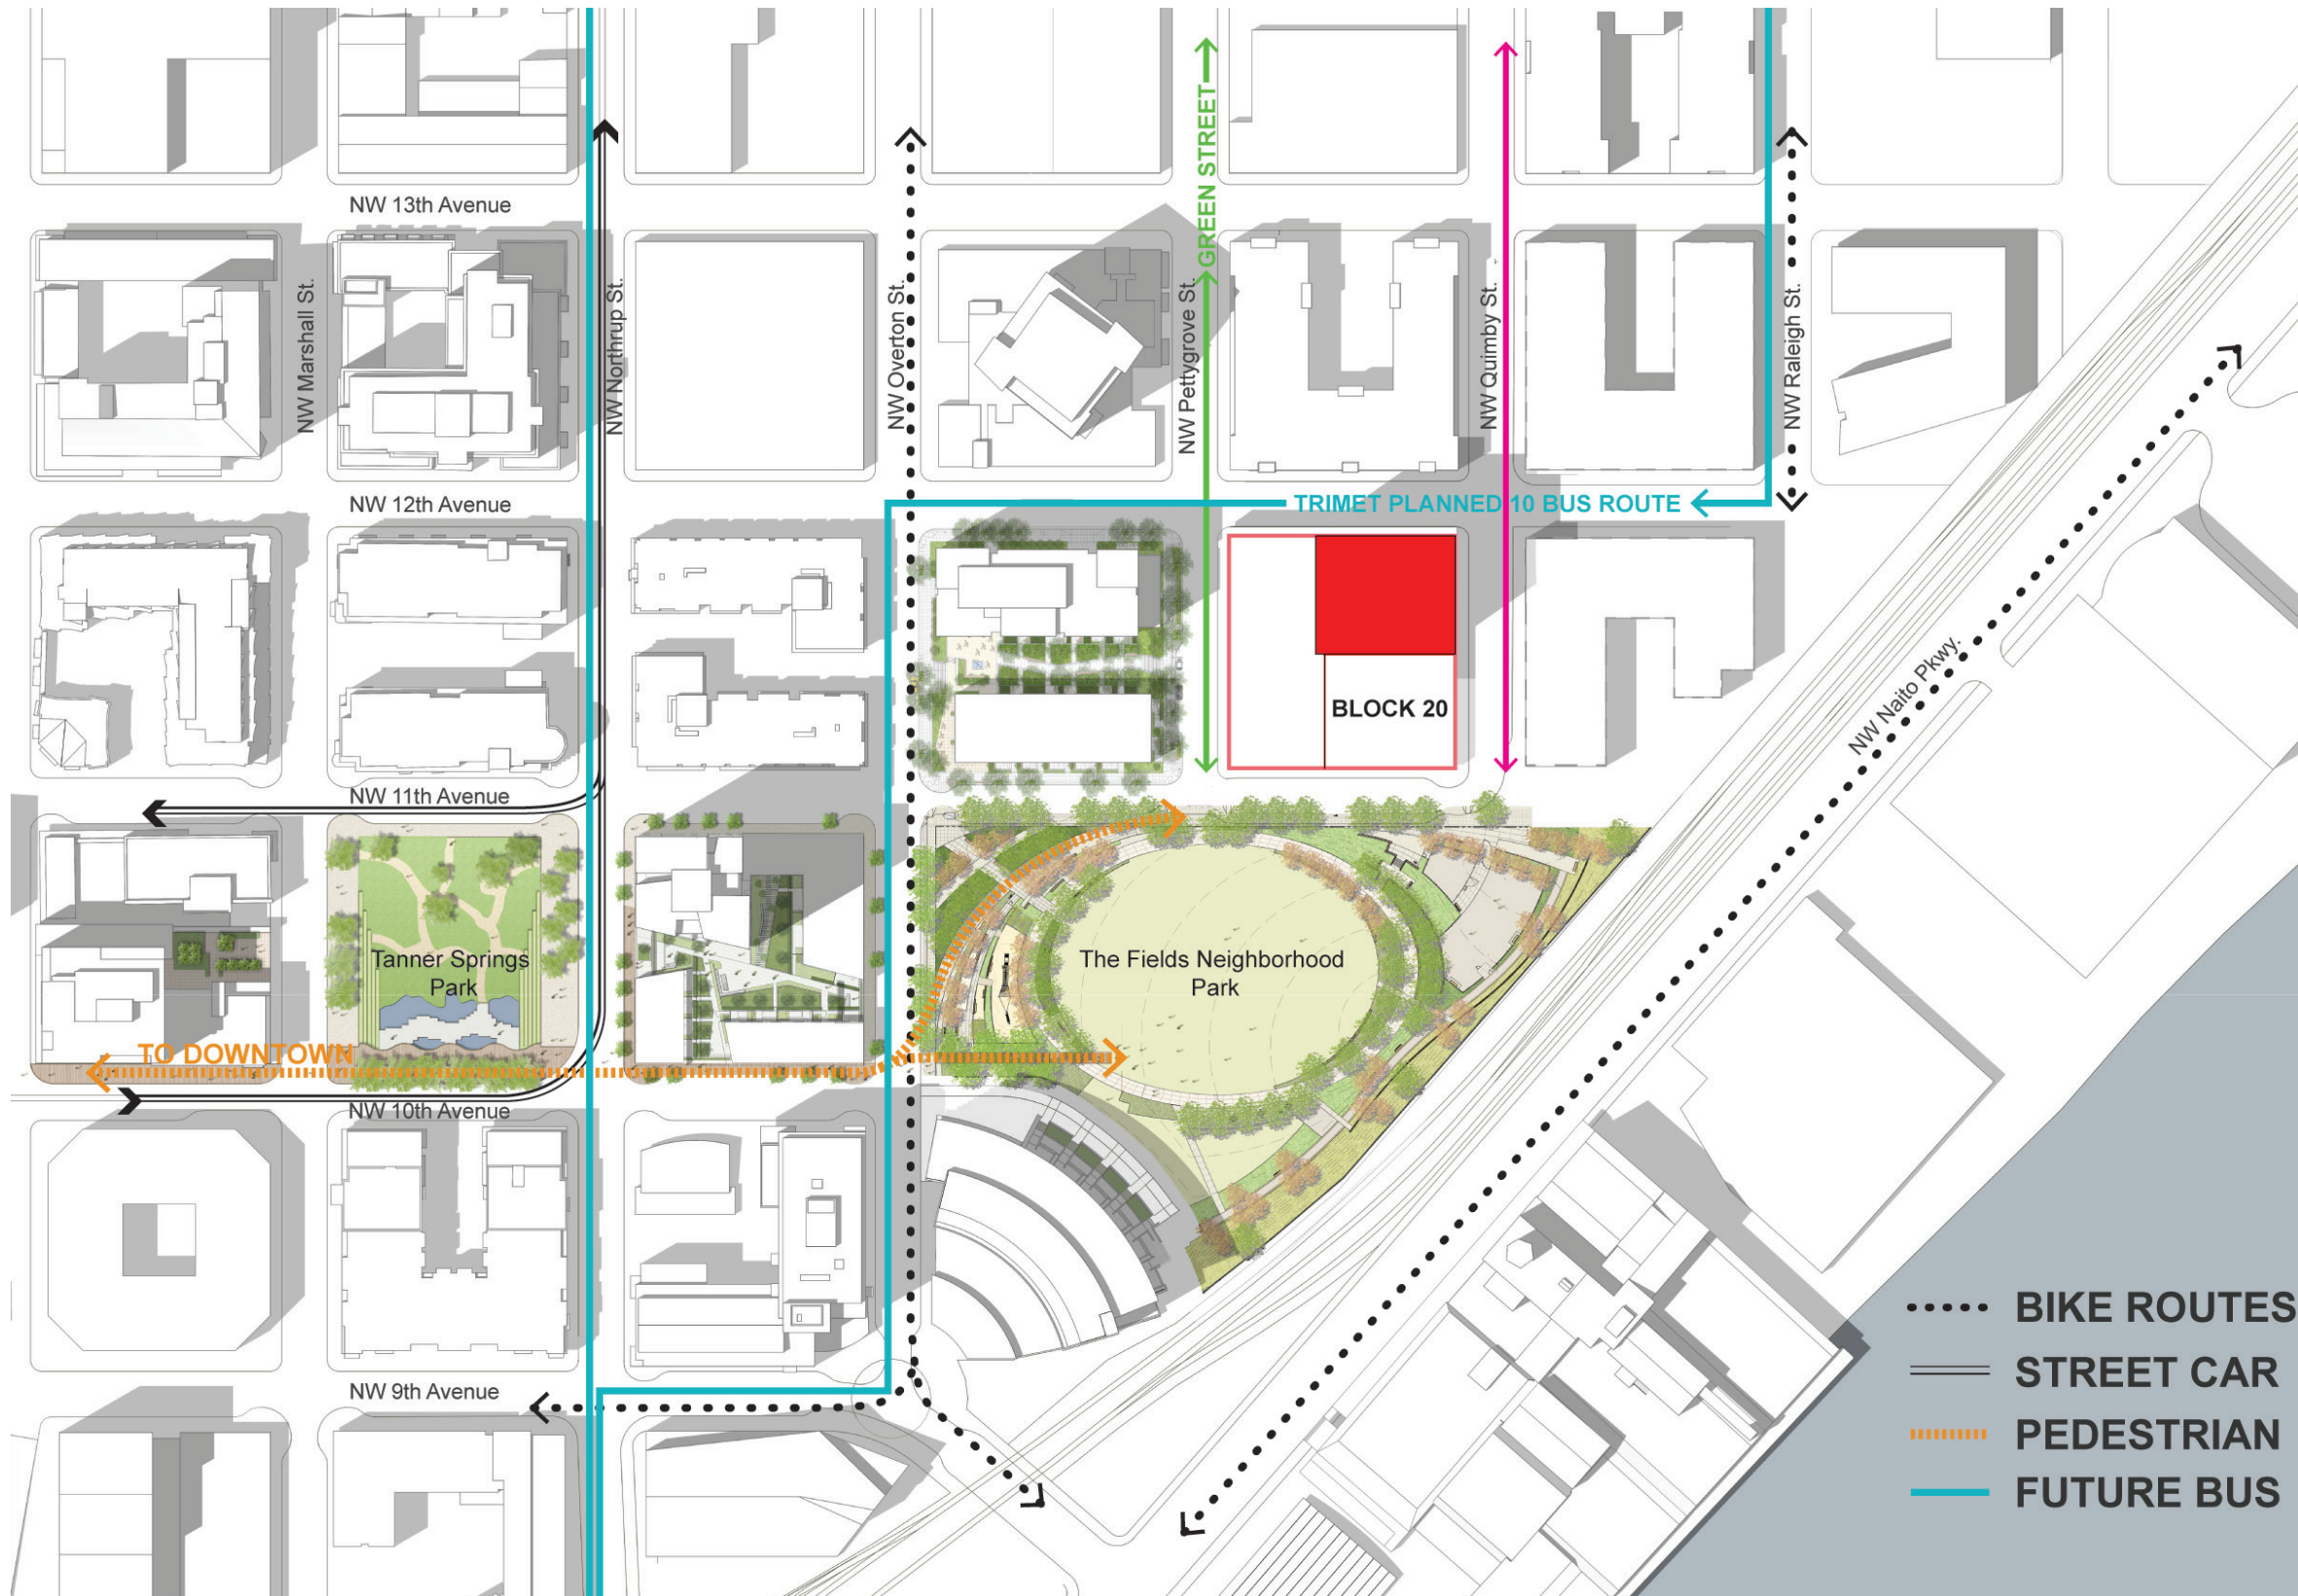 GREEN STREET
NW 13th Avenue
NW Marshall St.
NW Northrup St.
NW Overton St.
NW Pettygrove St.
NW Quimby St.
NW Raleigh St.
NW 12th Avenue
TRIMET PLANNED 10 BUS ROUTE
BLOCK 20
NW Naito Pkwy.
NW 11th Avenue
Tanner Springs
Park
The Fields Neighborhood
Park
TO DOWNTOWN
NW 10th Avenue
NW 9th Avenue
BIKE ROUTES
STREET CAR
PEDESTRIAN
FUTURE BUS